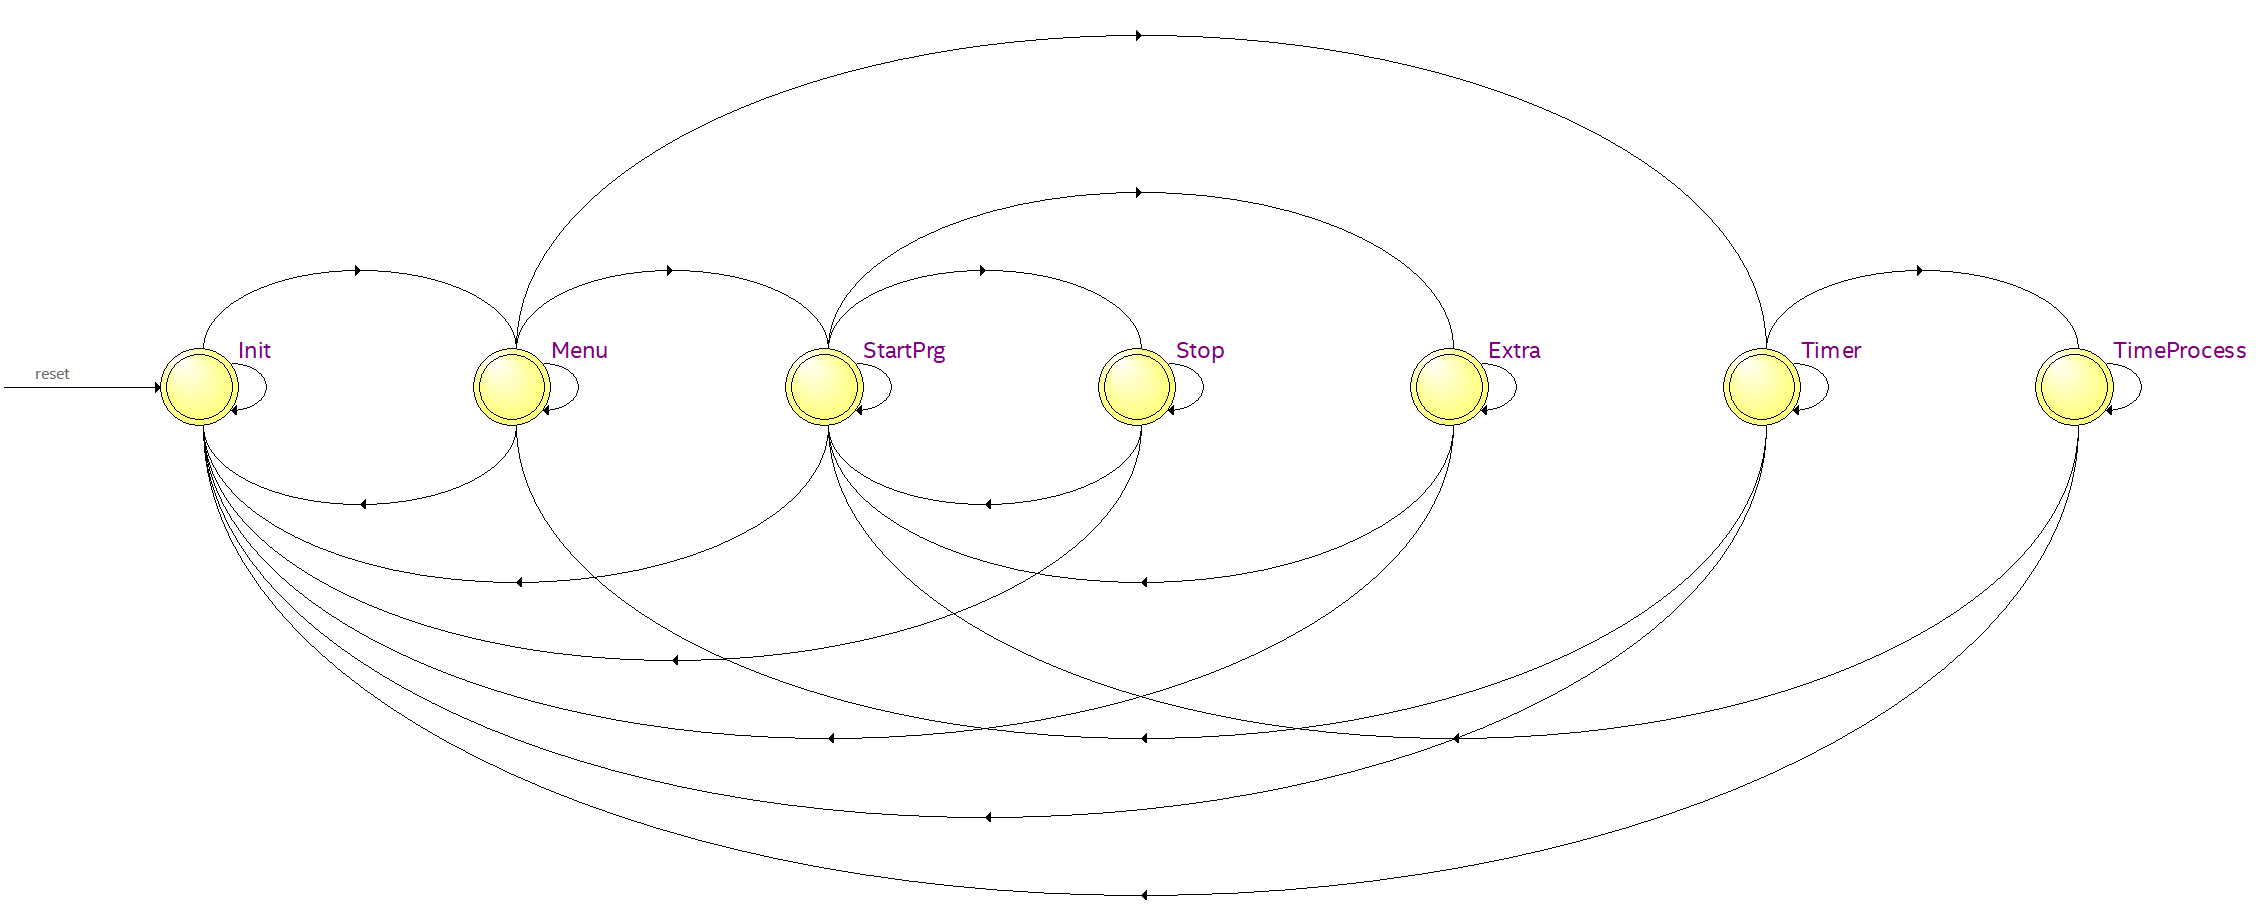 reset
Init
Menu
StartPrg
Stop
Extra
Timer
TimeProcess